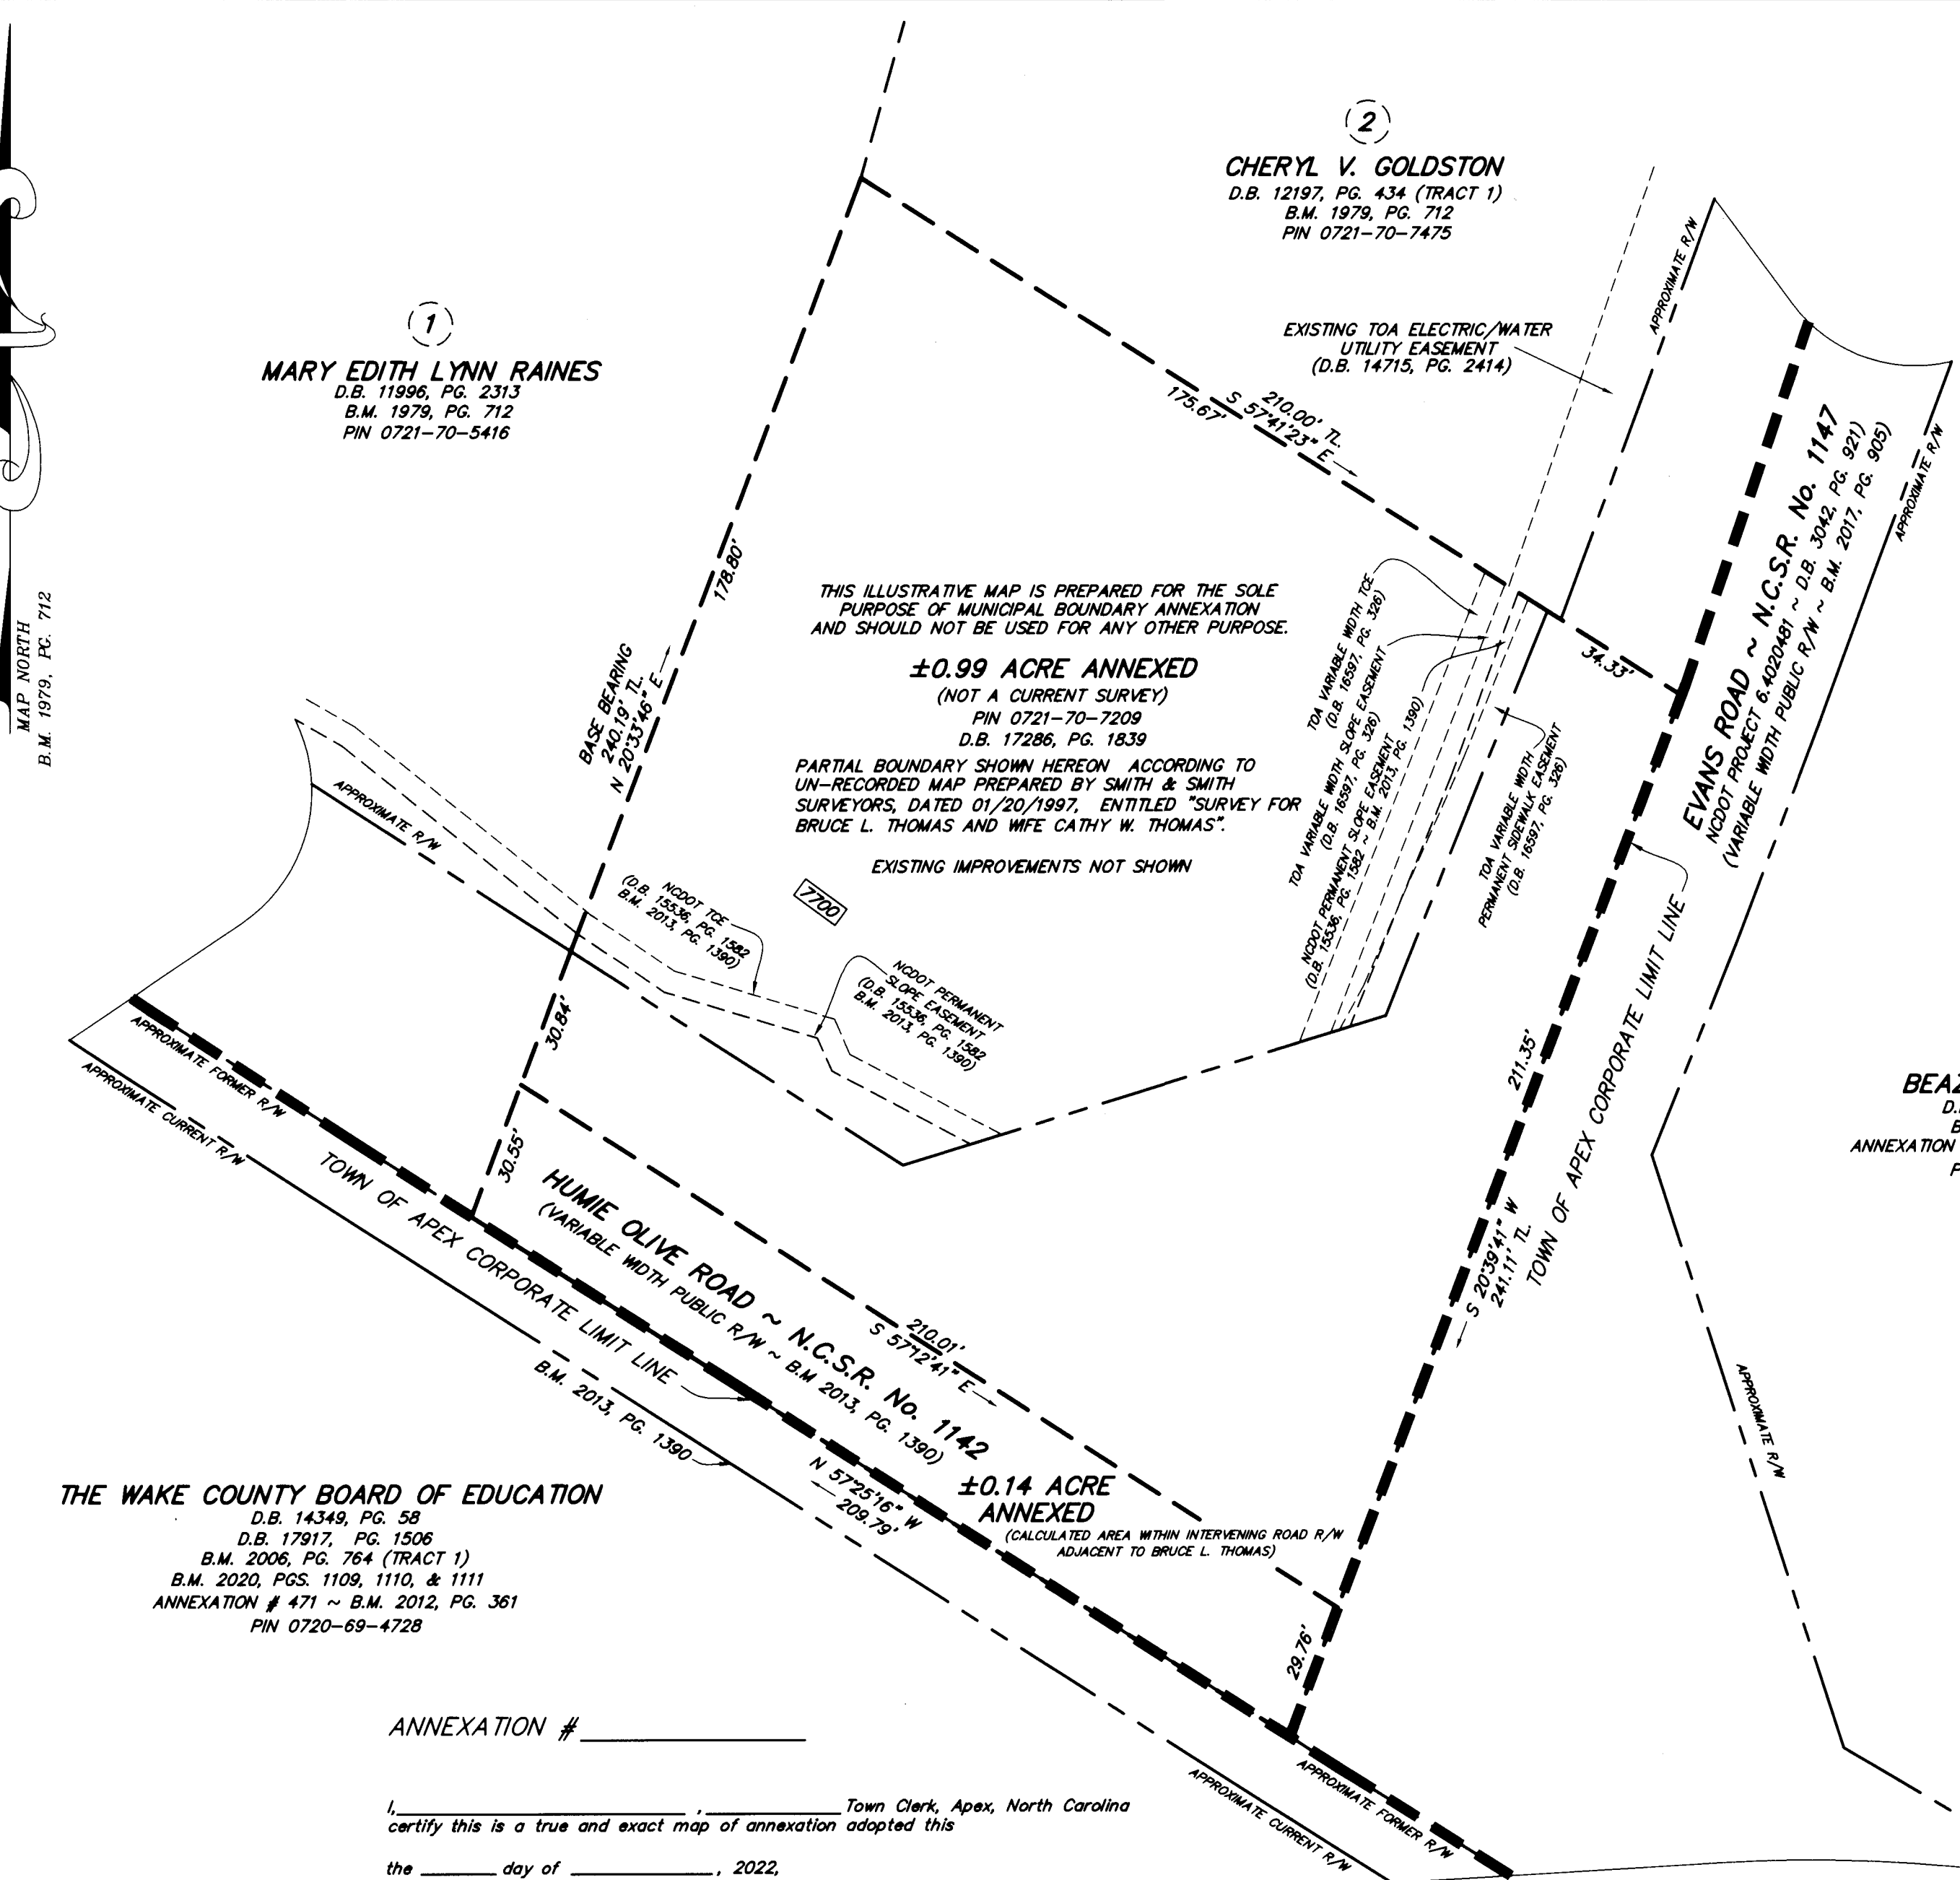 MAP NORTH
B.M. 1979, PG. 712
1
MARY EDITH LYNN RAINES
D.B. 11996, PG. 2313
B.M. 1979, PG. 712
PIN 0721-70-5416
2
CHERYL V. GOLDSTON
D.B. 12197, PG. 434 (TRACT 1)
B.M. 1979, PG. 712
PIN 0721-70-7475
EXISTING TOA ELECTRIC/WATER
UTILITY EASEMENT
(D.B. 14715, PG. 2414)
APPROXIMATE R/W
210.00' TL.
S 57°41'23" E
175.67'
34.33'
EVANS ROAD ~ N.C.S.R. No. 1147
NCDOT PROJECT 6.4020481 ~ D.B. 3042, PG. 921)
(VARIABLE WIDTH PUBLIC R/W ~ B.M. 2017, PG. 905)
APPROXIMATE R/W
BASE BEARING
240.19' TL.
N 20°33'46" E
178.80'
THIS ILLUSTRATIVE MAP IS PREPARED FOR THE SOLE
PURPOSE OF MUNICIPAL BOUNDARY ANNEXATION
AND SHOULD NOT BE USED FOR ANY OTHER PURPOSE.
±0.99 ACRE ANNEXED
(NOT A CURRENT SURVEY)
PIN 0721-70-7209
D.B. 17286, PG. 1839
PARTIAL BOUNDARY SHOWN HEREON ACCORDING TO
UN-RECORDED MAP PREPARED BY SMITH & SMITH
SURVEYORS, DATED 01/20/1997, ENTITLED "SURVEY FOR
BRUCE L. THOMAS AND WIFE CATHY W. THOMAS".
EXISTING IMPROVEMENTS NOT SHOWN
7700
TOA VARIABLE WIDTH TCE
(D.B. 16597, PG. 326)
TOA VARIABLE WIDTH SLOPE EASEMENT
(D.B. 16597, PG. 326)
NCDOT PERMANENT SLOPE EASEMENT
(D.B. 15536, PG. 1582 ~ B.M. 2013, PG. 1390)
TOA VARIABLE WIDTH
PERMANENT SIDEWALK EASEMENT
(D.B. 16597, PG. 326)
APPROXIMATE R/W
NCDOT TCE
(D.B. 15536, PG. 1582
B.M. 2013, PG. 1390)
NCDOT PERMANENT
SLOPE EASEMENT
(D.B. 15536, PG. 1582
B.M. 2013, PG. 1390)
30.84'
30.55'
211.35'
S 20°39'41" W
241.11' TL.
TOWN OF APEX CORPORATE LIMIT LINE
BEAZ
D.
B
ANNEXATION
P
APPROXIMATE R/W
APPROXIMATE FORMER R/W
APPROXIMATE CURRENT R/W
TOWN OF APEX CORPORATE LIMIT LINE
HUMIE OLIVE ROAD ~ N.C.S.R. No. 1142
(VARIABLE WIDTH PUBLIC R/W ~ B.M 2013, PG. 1390)
210.01'
S 57°12'41" E
B.M. 2013, PG. 1390
N 57°25'16" W
209.79'
±0.14 ACRE
ANNEXED
(CALCULATED AREA WITHIN INTERVENING ROAD R/W
ADJACENT TO BRUCE L. THOMAS)
29.76'
THE WAKE COUNTY BOARD OF EDUCATION
D.B. 14349, PG. 58
D.B. 17917, PG. 1506
B.M. 2006, PG. 764 (TRACT 1)
B.M. 2020, PGS. 1109, 1110, & 1111
ANNEXATION # 471 ~ B.M. 2012, PG. 361
PIN 0720-69-4728
APPROXIMATE FORMER R/W
APPROXIMATE CURRENT R/W
ANNEXATION # ____________
I,____________ , ____________ Town Clerk, Apex, North Carolina
certify this is a true and exact map of annexation adopted this
the ______ day of ____________, 2022,